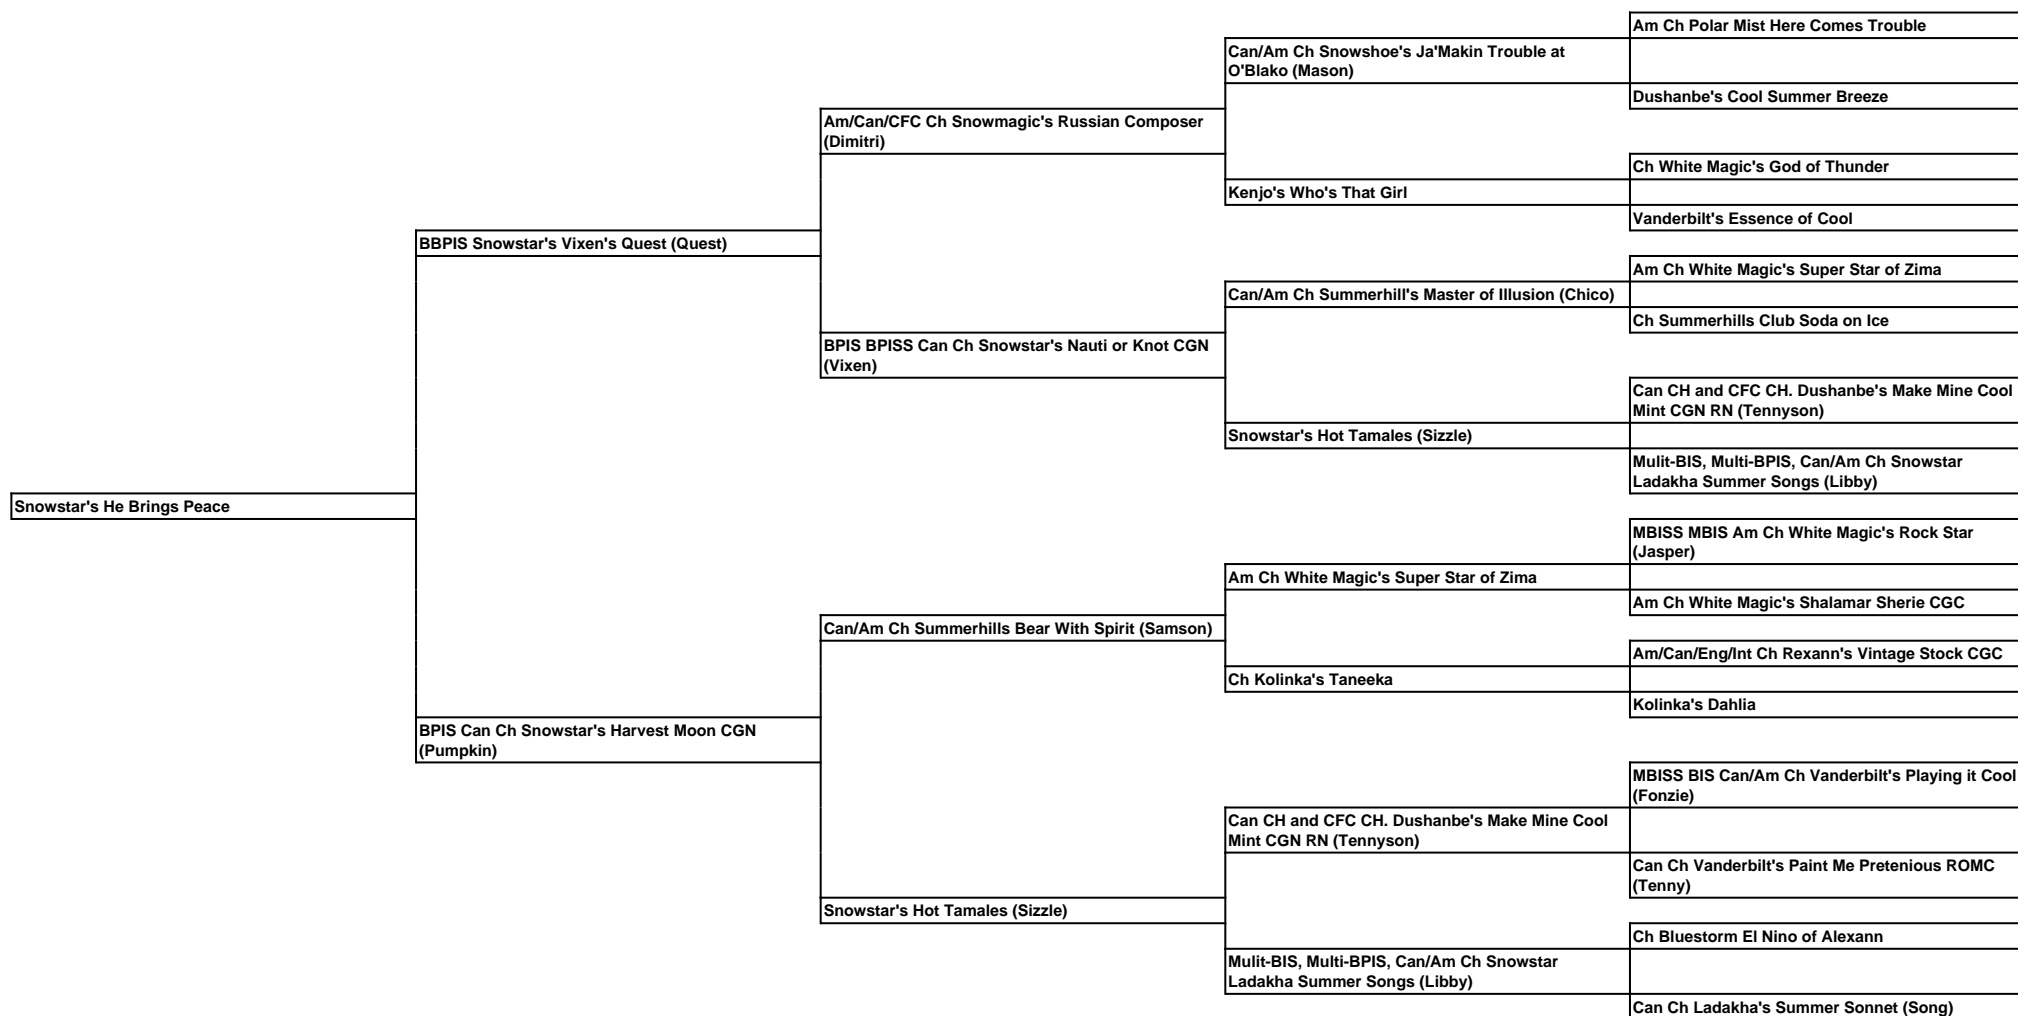 Am Ch Polar Mist Here Comes Trouble
Can/Am Ch Snowshoe's Ja'Makin Trouble at
O'Blako (Mason)
Dushanbe's Cool Summer Breeze
Am/Can/CFC Ch Snowmagic's Russian Composer
(Dimitri)
Ch White Magic's God of Thunder
Kenjo's Who's That Girl
Vanderbilt's Essence of Cool
BBPIS Snowstar's Vixen's Quest (Quest)
Am Ch White Magic's Super Star of Zima
Can/Am Ch Summerhill's Master of Illusion (Chico)
Ch Summerhills Club Soda on Ice
BPIS BPISS Can Ch Snowstar's Nauti or Knot CGN
(Vixen)
Can CH and CFC CH. Dushanbe's Make Mine Cool
Mint CGN RN (Tennyson)
Snowstar's Hot Tamales (Sizzle)
Mulit-BIS, Multi-BPIS, Can/Am Ch Snowstar
Ladakha Summer Songs (Libby)
Snowstar's He Brings Peace
MBISS MBIS Am Ch White Magic's Rock Star
(Jasper)
Am Ch White Magic's Super Star of Zima
Am Ch White Magic's Shalamar Sherie CGC
Can/Am Ch Summerhills Bear With Spirit (Samson)
Am/Can/Eng/Int Ch Rexann's Vintage Stock CGC
Ch Kolinka's Taneeka
Kolinka's Dahlia
BPIS Can Ch Snowstar's Harvest Moon CGN
(Pumpkin)
MBISS BIS Can/Am Ch Vanderbilt's Playing it Cool
(Fonzie)
Can CH and CFC CH. Dushanbe's Make Mine Cool
Mint CGN RN (Tennyson)
Can Ch Vanderbilt's Paint Me Pretenious ROMC
(Tenny)
Snowstar's Hot Tamales (Sizzle)
Ch Bluestorm El Nino of Alexann
Mulit-BIS, Multi-BPIS, Can/Am Ch Snowstar
Ladakha Summer Songs (Libby)
Can Ch Ladakha's Summer Sonnet (Song)